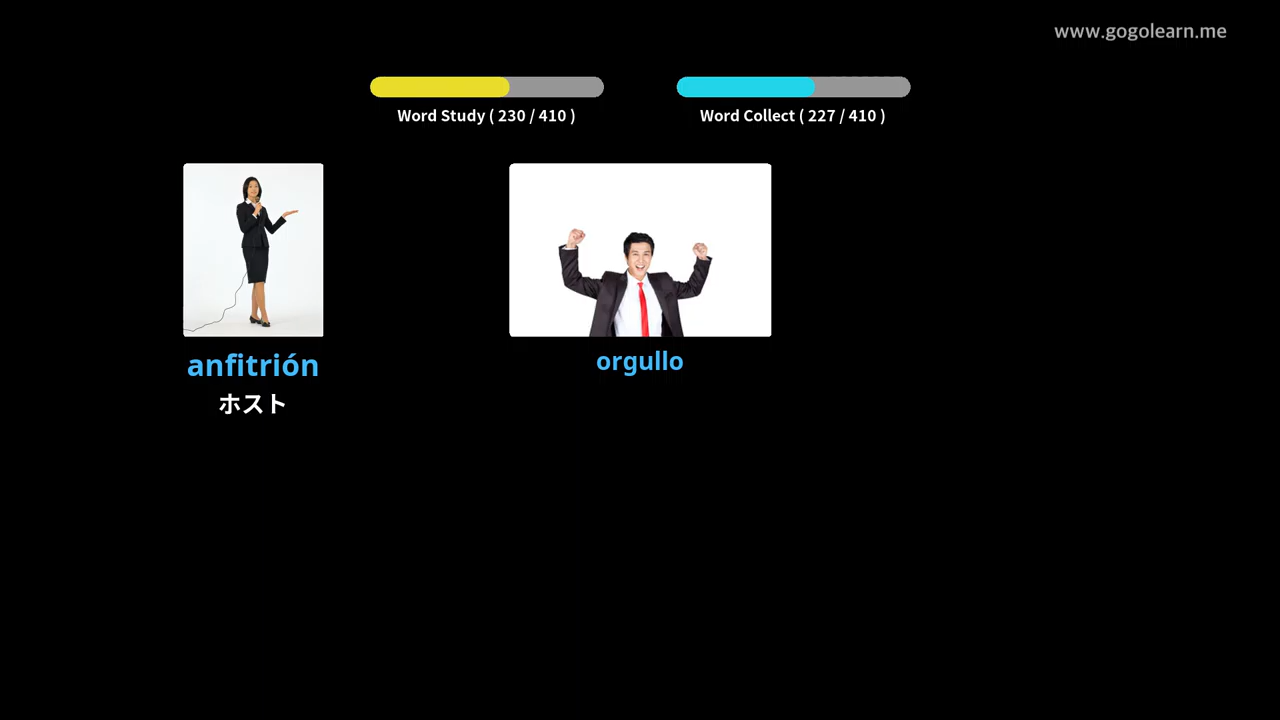 www.gogolearn.me
Word Study ( 230 / 410 )
Word Collect ( 227 / 410 )
anfitrión
ホスト
orgullo